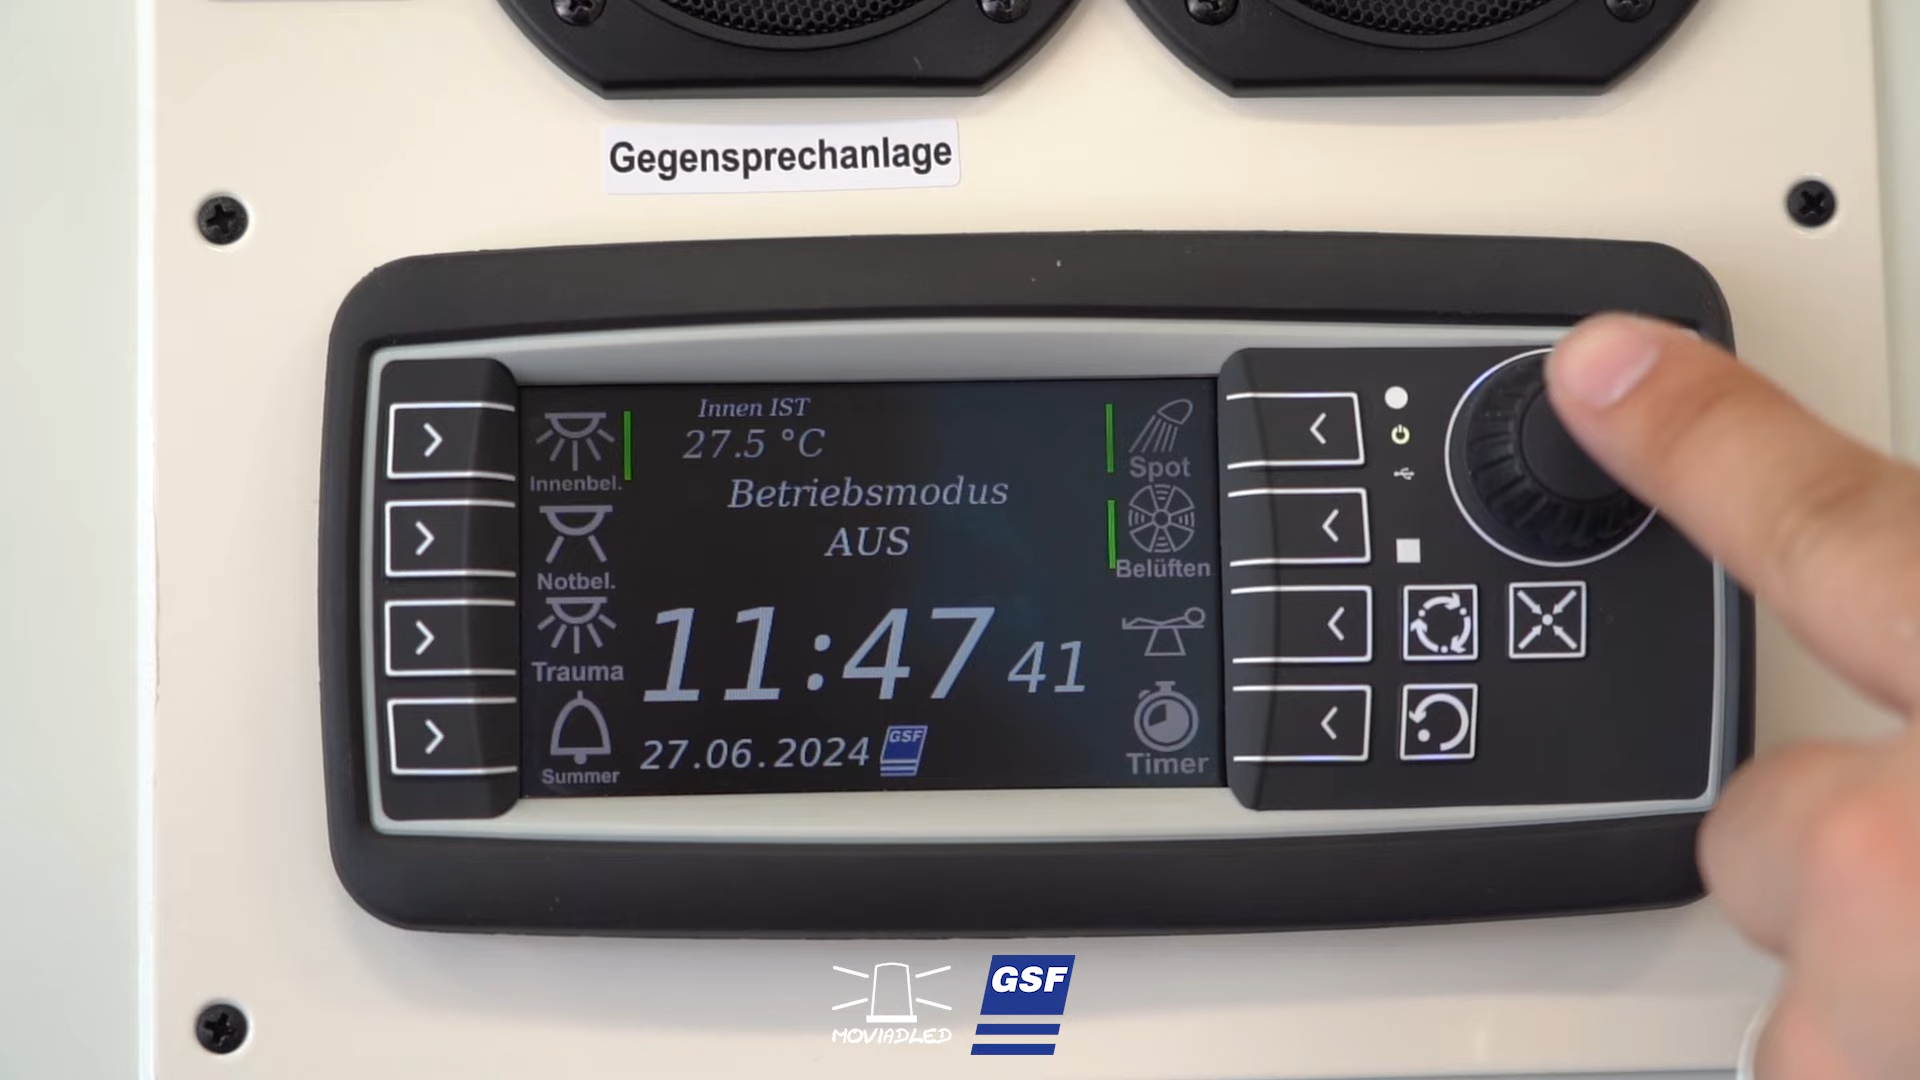 Gegensprechanlage
Innen IST
27.5 °C
Innenbel.
Spot
Betriebsmodus
AUS
Notbel.
Belüften
11:47 41
Trauma
27.06.2024 GSF
Summer
Timer
MOVIADLED
GSF